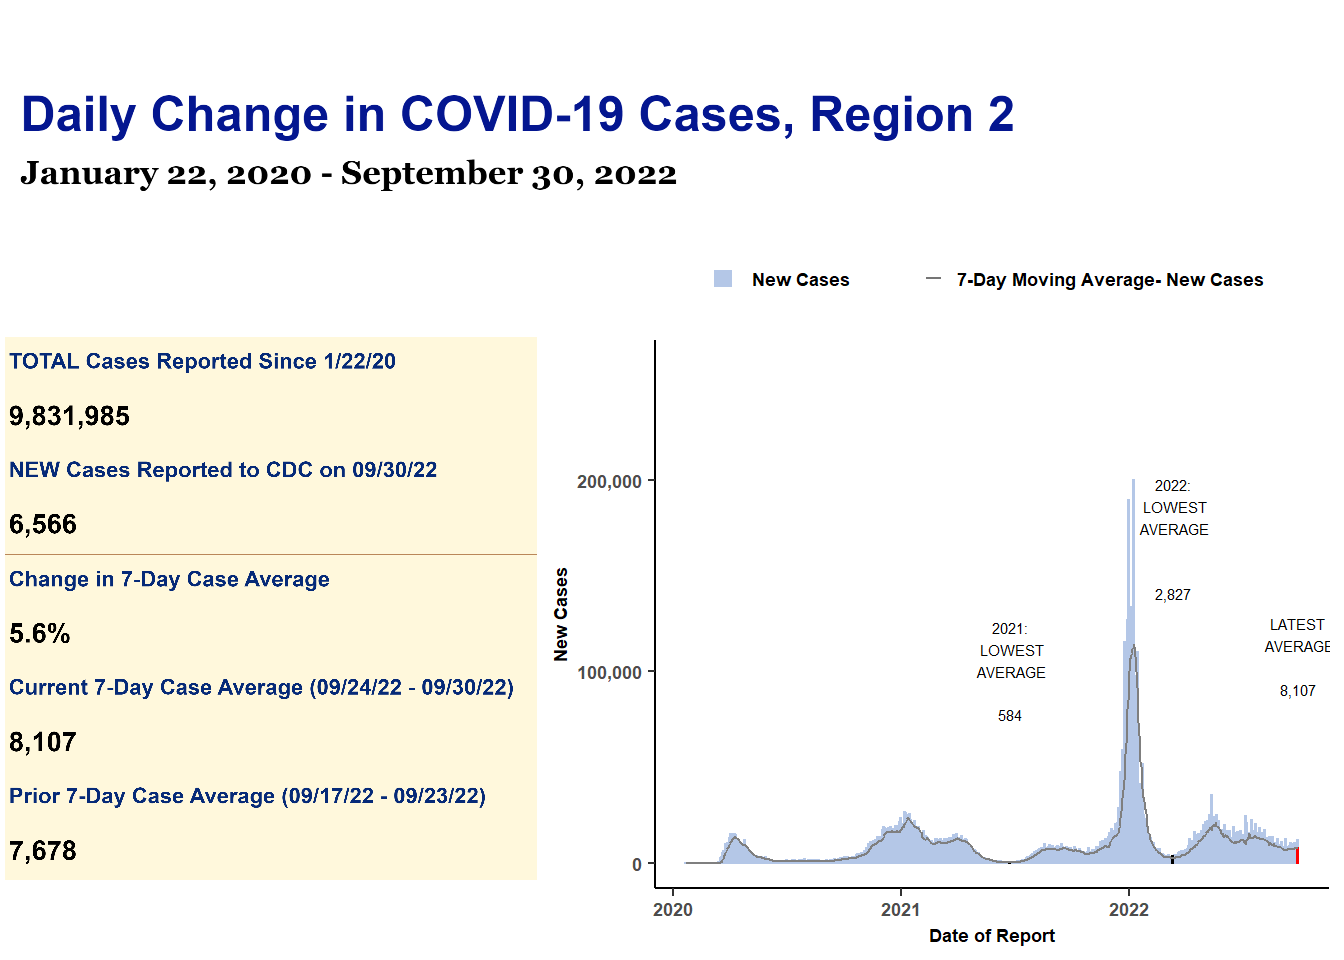 Daily Change in COVID-19 Cases, Region 2
January 22, 2020 - September 30, 2022
New Cases
7-Day Moving Average- New Cases
TOTAL Cases Reported Since 1/22/20
9,831,985
NEW Cases Reported to CDC on 09/30/22
6,566
Change in 7-Day Case Average
5.6%
Current 7-Day Case Average (09/24/22 - 09/30/22)
8,107
Prior 7-Day Case Average (09/17/22 - 09/23/22)
7,678
New Cases
200,000
100,000
0
2021:
LOWEST
AVERAGE
584
2022:
LOWEST
AVERAGE
2,827
LATEST
AVERAGE
8,107
2020
2021
2022
Date of Report